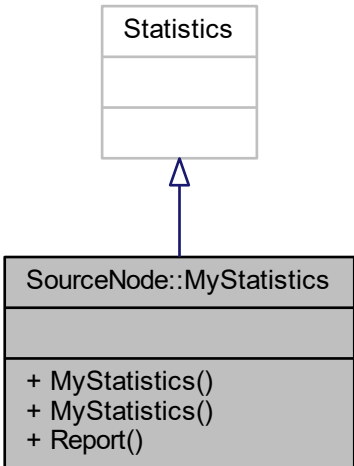 Statistics
SourceNode::MyStatistics
+ MyStatistics()
+ MyStatistics()
+ Report()